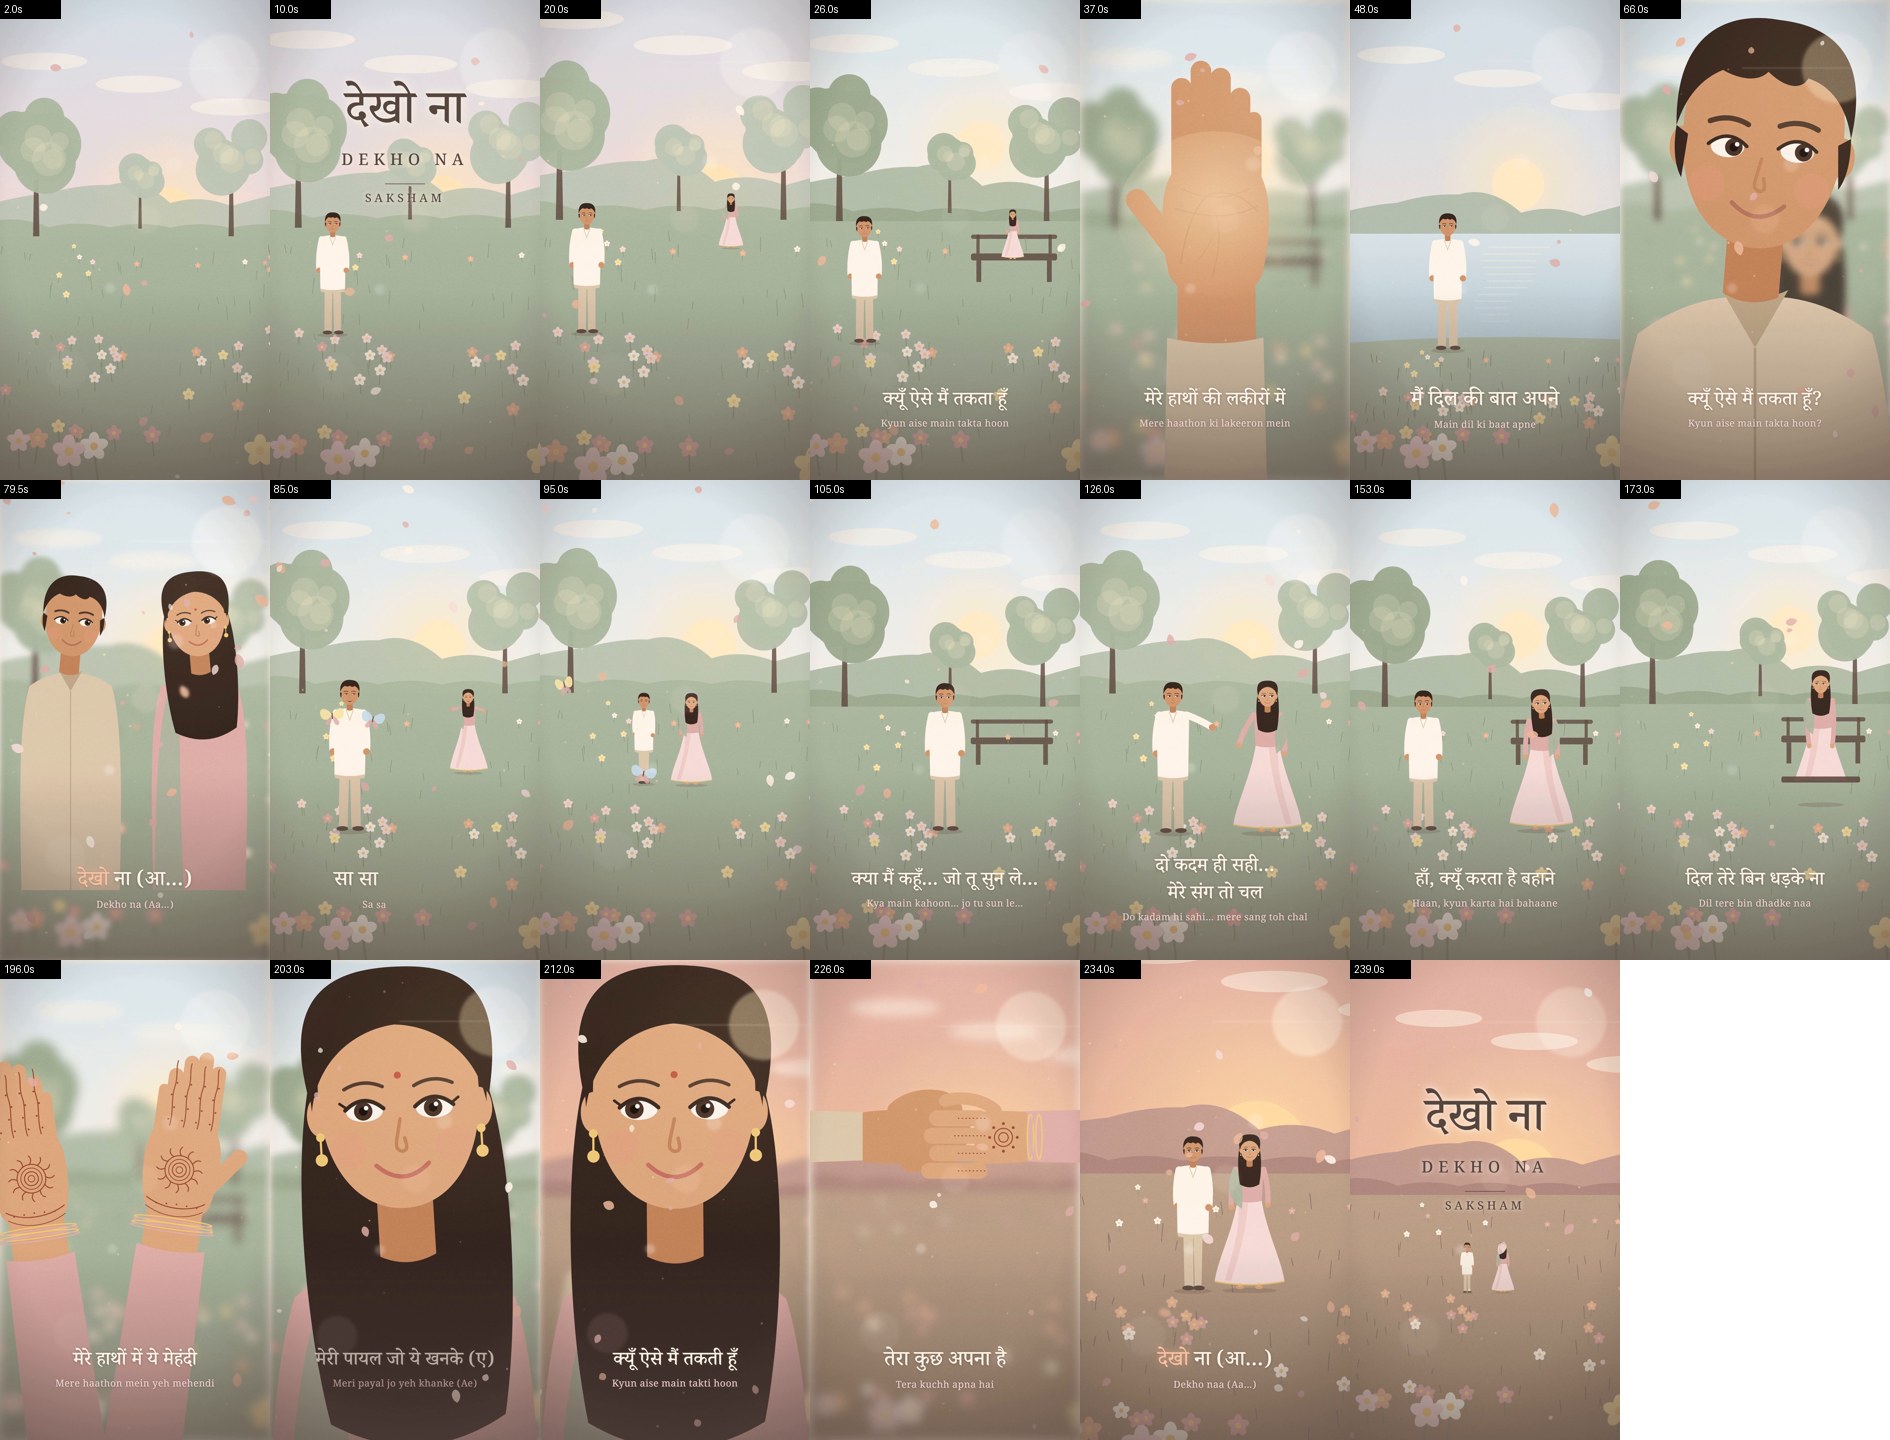 2.0s
10.0s
देखो ना
DEKHO NA
SAKSHAM
20.0s
26.0s
क्यूँ ऐसे मैं तकता हूँ
Kyun aise main takta hoon
37.0s
मेरे हाथों की लकीरों में
Mere haathon ki lakeeron mein
48.0s
मैं दिल की बात अपने
Main dil ki baat apne
66.0s
क्यूँ ऐसे मैं तकता हूँ?
Kyun aise main takta hoon?
79.5s
देखो ना (आ...)
Dekho na (Aa...)
85.0s
सा सा
Sa sa
95.0s
105.0s
क्या मैं कहूँ... जो तू सुन ले...
Kya main kahoon... jo tu sun le...
126.0s
दो कदम ही सही...
मेरे संग तो चल
Do kadam hi sahi... mere sang toh chal
153.0s
हाँ, क्यूँ करता है बहाने
Haan, kyun karta hai bahaane
173.0s
दिल तेरे बिन धड़के ना
Dil tere bin dhadke naa
196.0s
मेरे हाथों में ये मेहंदी
Mere haathon mein yeh mehendi
203.0s
मेरी पायल जो ये खनके (ए)
Meri payal jo yeh khanke (Ae)
212.0s
क्यूँ ऐसे मैं तकती हूँ
Kyun aise main takti hoon
226.0s
तेरा कुछ अपना है
Tera kuchh apna hai
234.0s
देखो ना (आ...)
Dekho naa (Aa...)
239.0s
देखो ना
DEKHO NA
SAKSHAM